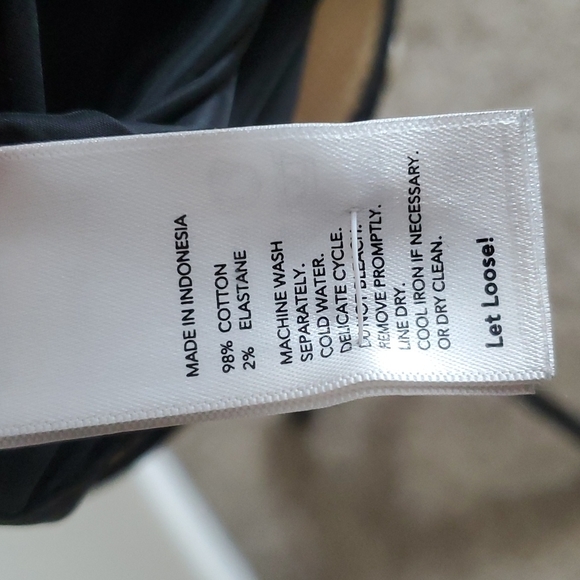 MADE IN INDONESIA
98% COTTON
2% ELASTANE
MACHINE WASH
SEPARATELY.
COLD WATER.
DELICATE CYCLE.
DO NOT BLEACH.
REMOVE PROMPTLY.
LINE DRY.
COOL IRON IF NECESSARY.
OR DRY CLEAN.
Let Loose!